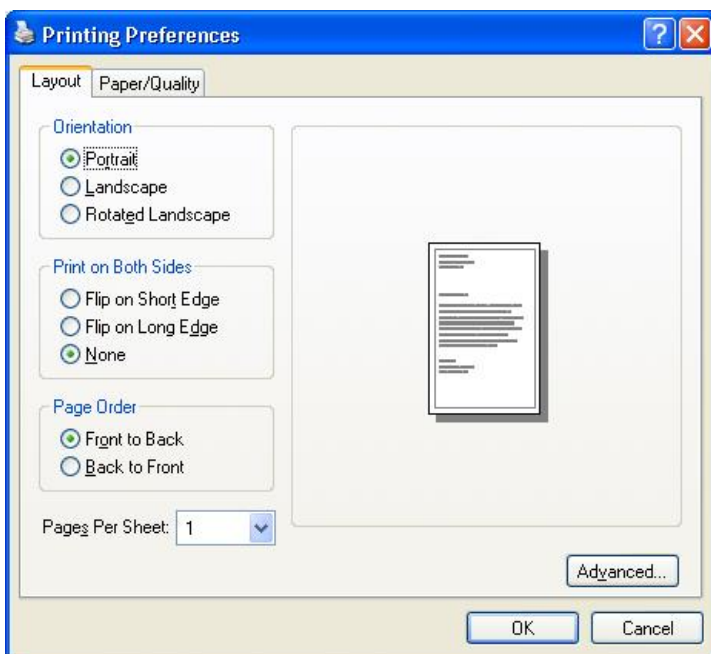 Printing Preferences
Layout
Paper/Quality
Orientation
Portrait
Landscape
Rotated Landscape
Print on Both Sides
Flip on Short Edge
Flip on Long Edge
None
Page Order
Front to Back
Back to Front
Pages Per Sheet: 1
Advanced...
OK
Cancel